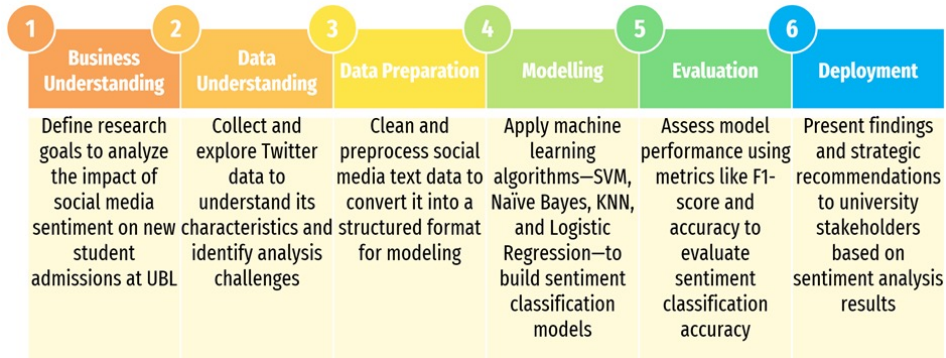 1
Business
Understanding
Define research
goals to analyze
the impact of
social media
sentiment on new
student
admissions at UBL
2
Data
Understanding
Collect and
explore Twitter
data to
understand its
characteristics and
identify analysis
challenges
3
Data Preparation
Clean and
preprocess social
media text data to
convert it into a
structured format
for modeling
4
Modelling
Apply machine
learning
algorithms—SVM,
Naïve Bayes, KNN,
and Logistic
Regression—to
build sentiment
classification
models
5
Evaluation
Assess model
performance using
metrics like F1-
score and
accuracy to
evaluate
sentiment
classification
accuracy
6
Deployment
Present findings
and strategic
recommendations
to university
stakeholders
based on
sentiment analysis
results